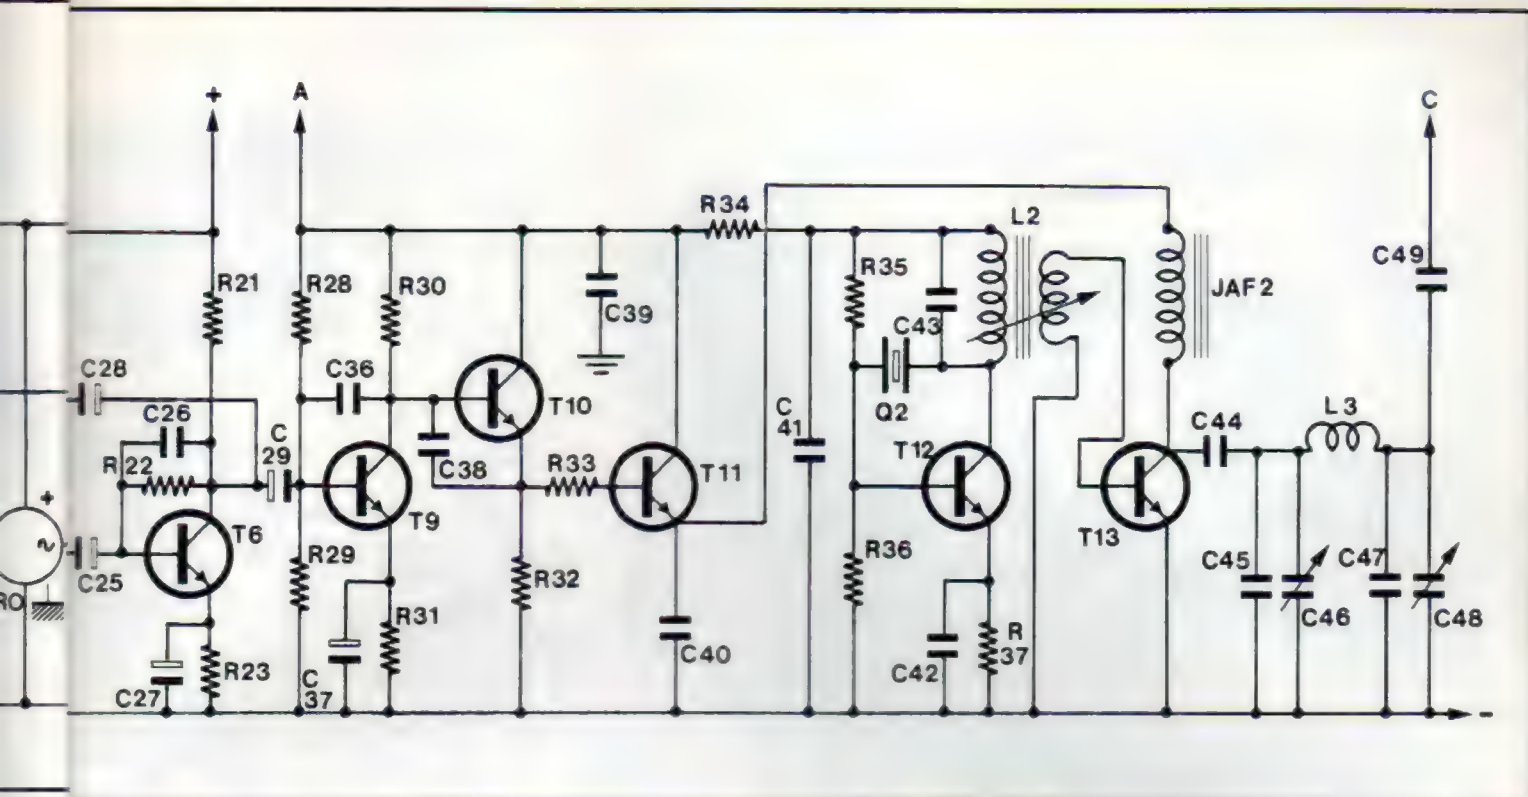 + A C
R34 L2
C49
R21 R28 R30 R35 JAF2
C39
C43
C28 C36
C26 T10 Q2
C 29
C 41
L3
C44
R22 C38 R33 T11 T12
+
T9
~ T6 T13
R29 R36
C25 R32 C45 C47
RO
R31 C46 C48
R23 C40 R 37
C27 C 37 C42
-